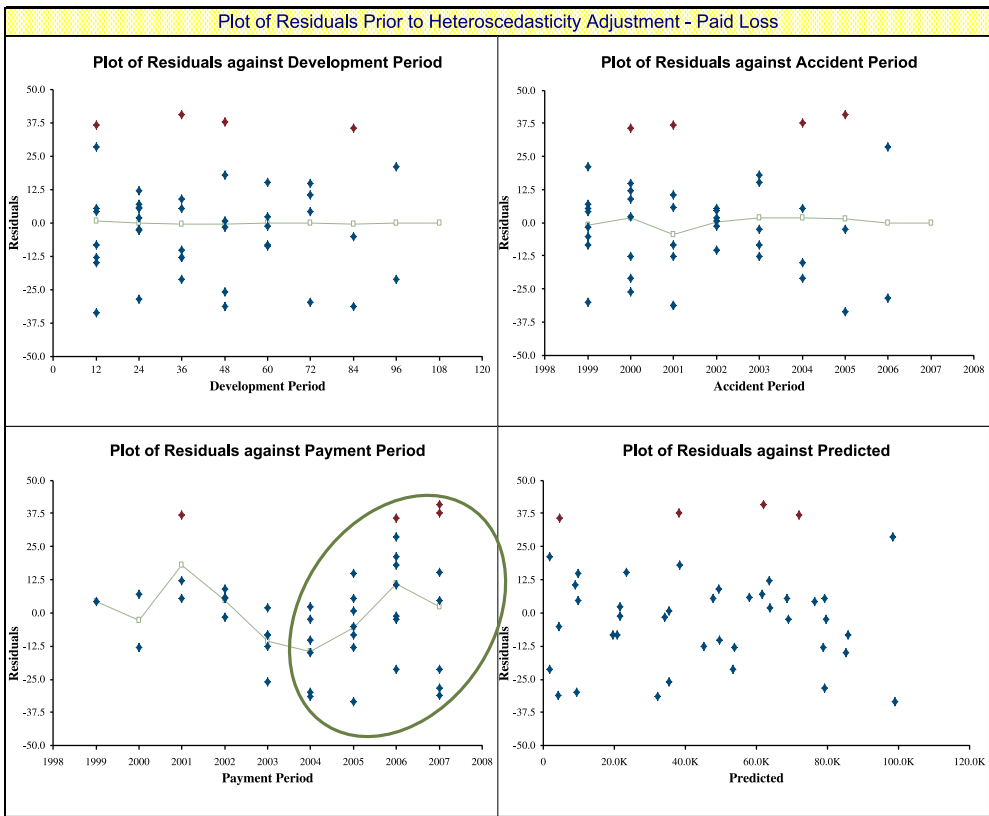 Plot of Residuals Prior to Heteroscedasticity Adjustment - Paid Loss
Plot of Residuals against Development Period
50.0
37.5
25.0
12.5
0.0
-12.5
-25.0
-37.5
-50.0
Residuals
0 12 24 36 48 60 72 84 96 108 120
Development Period
Plot of Residuals against Accident Period
50.0
37.5
25.0
12.5
0.0
-12.5
-25.0
-37.5
-50.0
Residuals
1998 1999 2000 2001 2002 2003 2004 2005 2006 2007 2008
Accident Period
Plot of Residuals against Payment Period
50.0
37.5
25.0
12.5
0.0
-12.5
-25.0
-37.5
-50.0
Residuals
1998 1999 2000 2001 2002 2003 2004 2005 2006 2007 2008
Payment Period
Plot of Residuals against Predicted
50.0
37.5
25.0
12.5
0.0
-12.5
-25.0
-37.5
-50.0
Residuals
0 20.0K 40.0K 60.0K 80.0K 100.0K 120.0K
Predicted